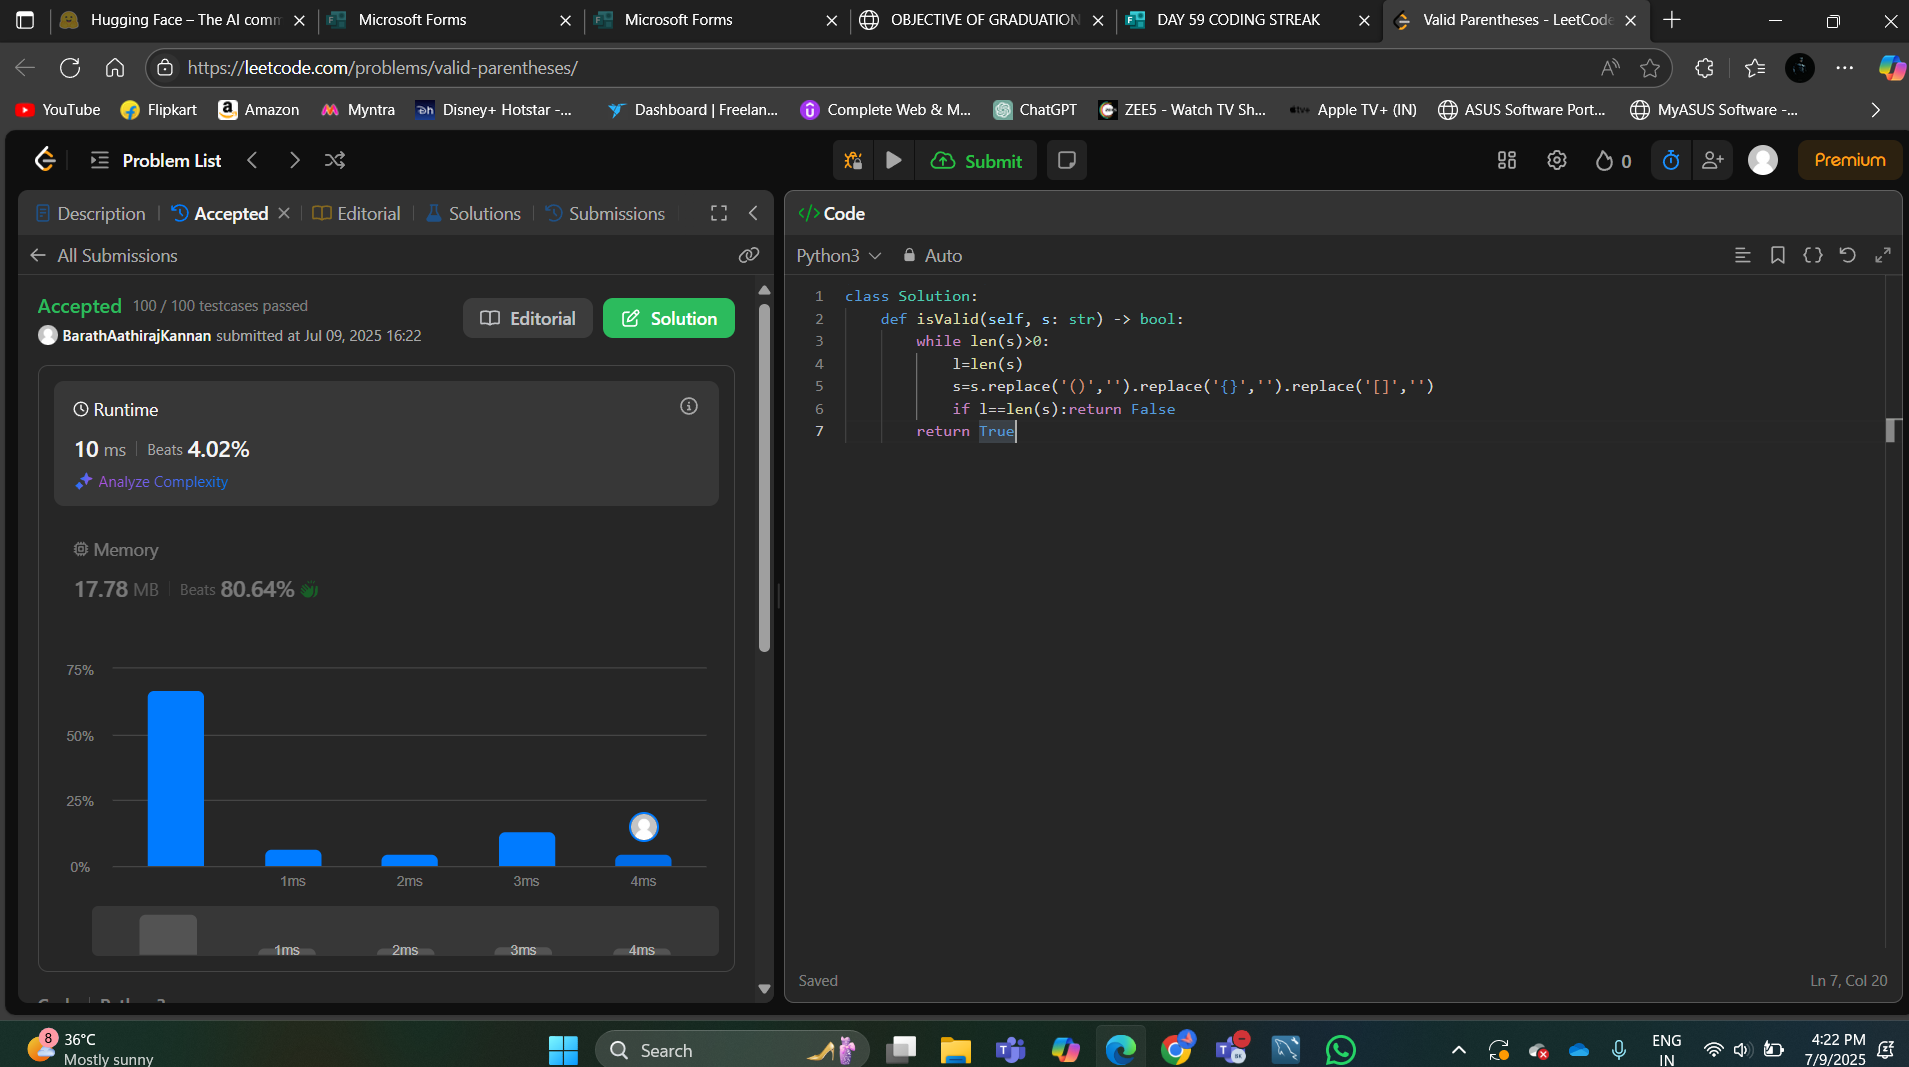 Hugging Face – The AI comm
Microsoft Forms
Microsoft Forms
OBJECTIVE OF GRADUATION
DAY 59 CODING STREAK
Valid Parentheses - LeetCode
https://leetcode.com/problems/valid-parentheses/
YouTube
Flipkart
Amazon
Myntra
Disney+ Hotstar -...
Dashboard | Freelan...
Complete Web & M...
ChatGPT
ZEE5 - Watch TV Sh...
Apple TV+ (IN)
ASUS Software Port...
MyASUS Software -...
Problem List
Submit
0
Premium
Description
Accepted
Editorial
Solutions
Submissions
All Submissions
Accepted 100 / 100 testcases passed
BarathAathirajKannan submitted at Jul 09, 2025 16:22
Editorial
Solution
Runtime
10 ms Beats 4.02%
Analyze Complexity
Memory
17.78 MB Beats 80.64%
75%
50%
25%
0%
1ms 2ms 3ms 4ms
1ms 2ms 3ms 4ms
Code Python3
</> Code
Python3 Auto
1 class Solution:
2 def isValid(self, s: str) -> bool:
3 while len(s)>0:
4 l=len(s)
5 s=s.replace('()','').replace('{}','').replace('[]','')
6 if l==len(s):return False
7 return True
Saved
Ln 7, Col 20
8
36°C
Mostly sunny
Search
ENG
IN
4:22 PM
7/9/2025